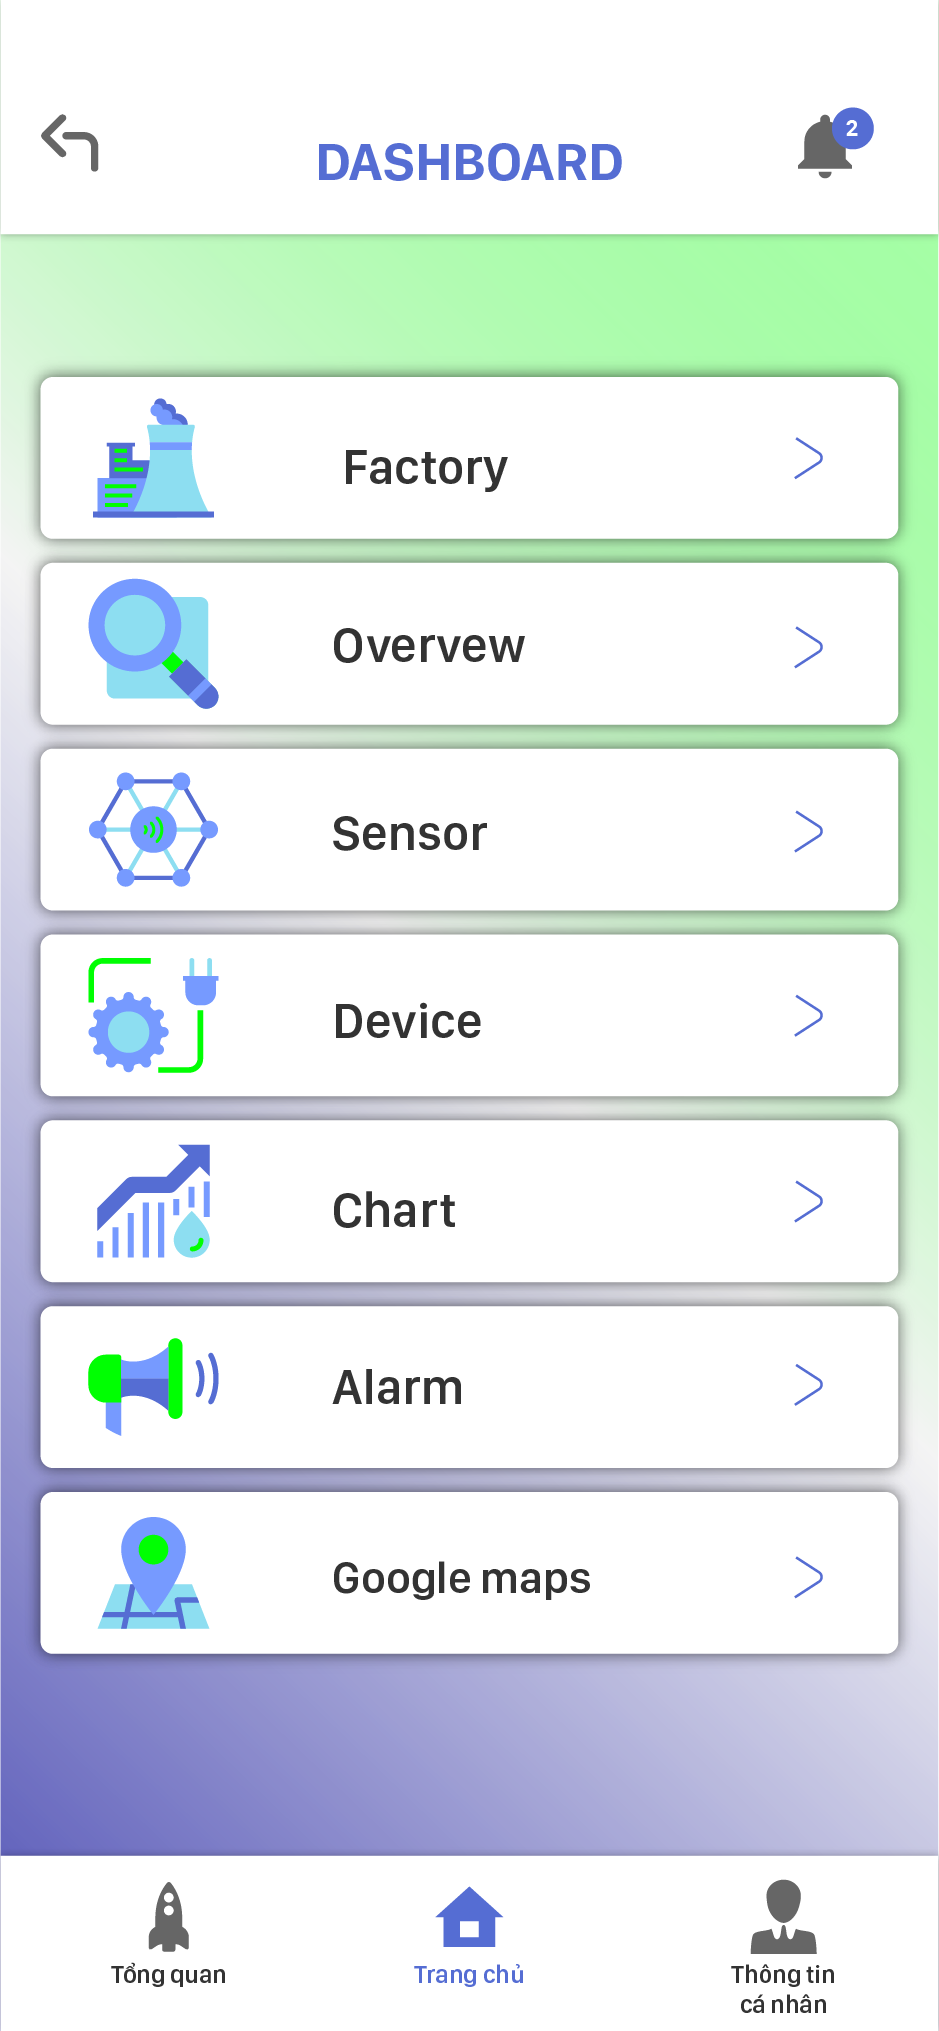 2
DASHBOARD
Factory
Overvew
Sensor
Device
Chart
Alarm
Google maps
Tổng quan
Trang chủ
Thông tin
cá nhân